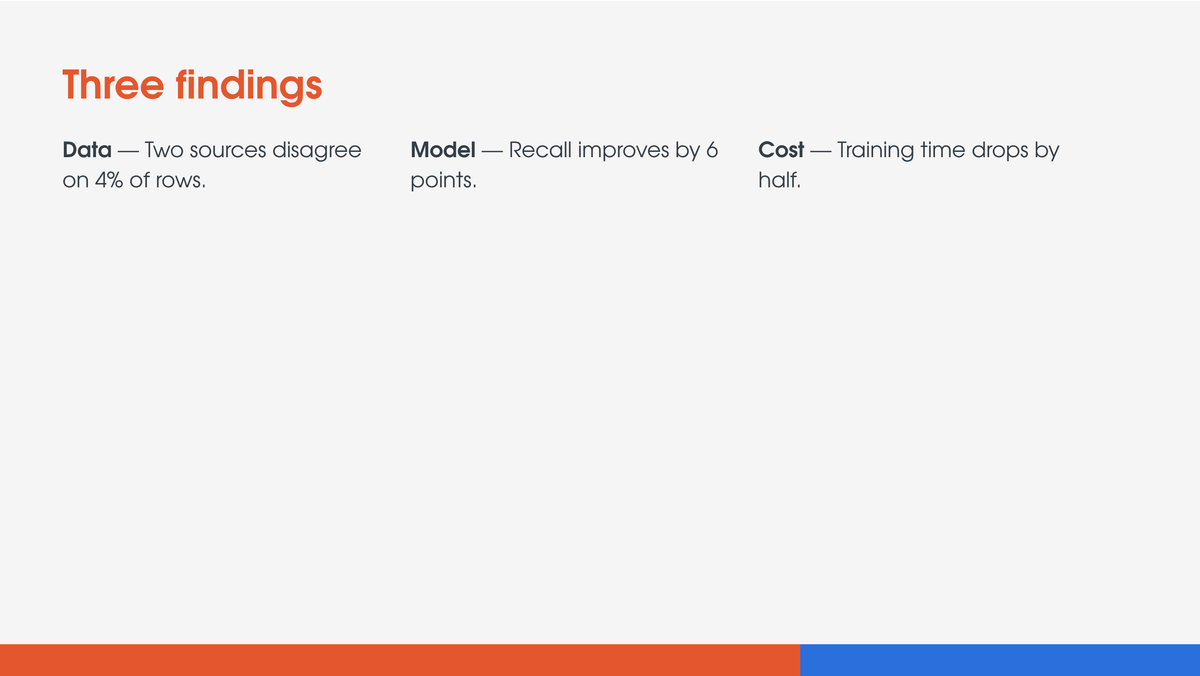 Three findings
Data — Two sources disagree
on 4% of rows.
Model — Recall improves by 6
points.
Cost — Training time drops by
half.